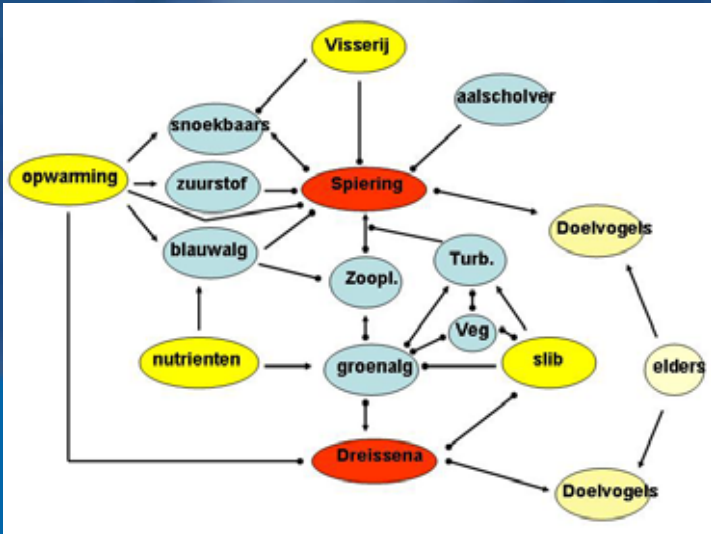 Visserij
aalscholver
snoekbaars
opwarming
zuurstof
Spiering
Doelvogels
blauwalg
Zoopl.
Turb.
Veg
nutrienten
groenalg
slib
elders
Dreissena
Doelvogels